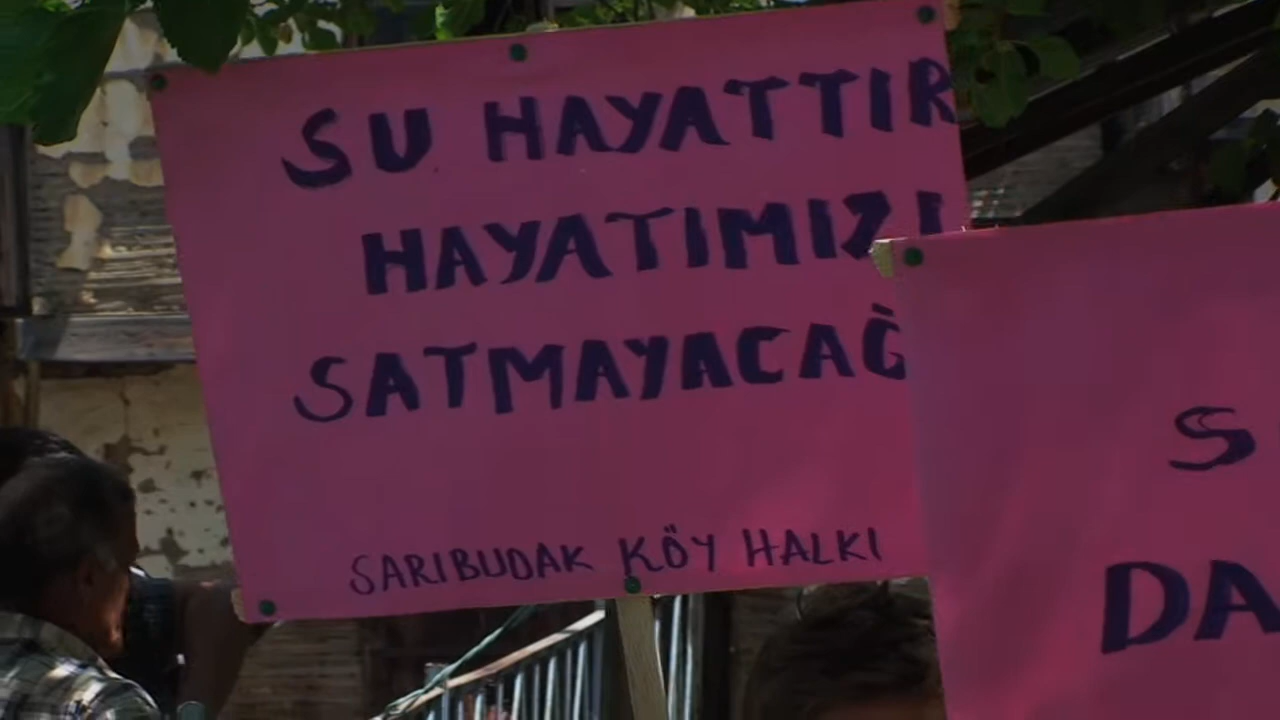 SU HAYATTIR
HAYATIMIZI
SATMAYACAĞ
SARIBUDAK KÖY HALKI
S
DA